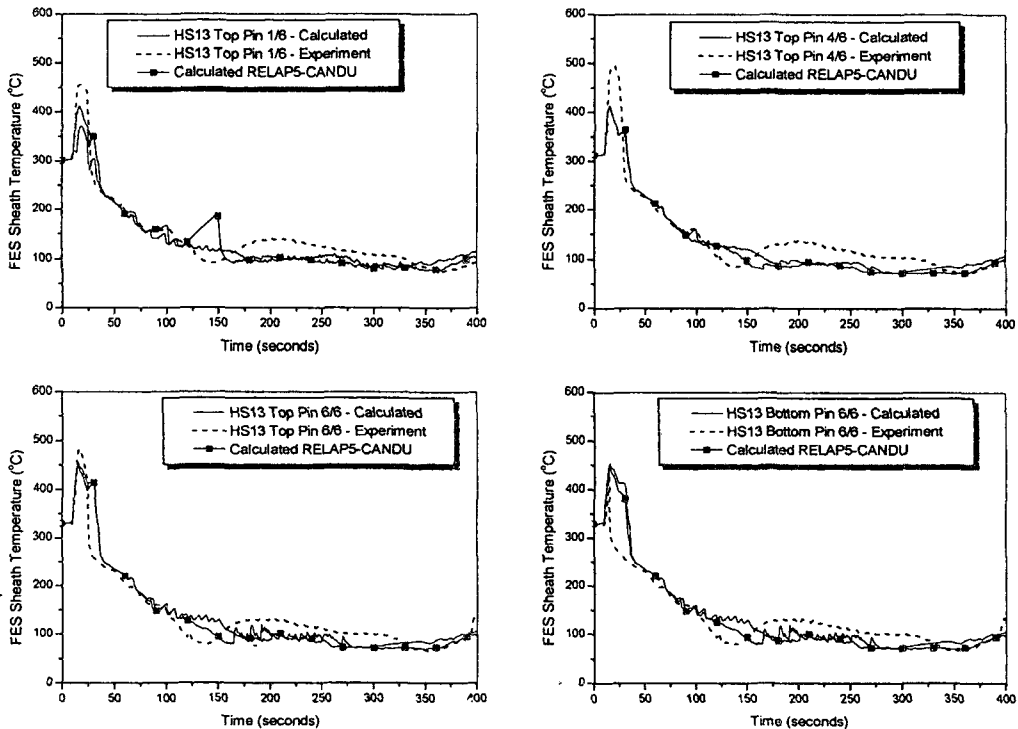 600
500
400
300
200
100
0
FES Sheath Temperature (°C)
HS13 Top Pin 1/6 - Calculated
HS13 Top Pin 1/6 - Experiment
Calculated RELAP5-CANDU
0 50 100 150 200 250 300 350 400
Time (seconds)
600
500
400
300
200
100
0
FES Sheath Temperature (°C)
HS13 Top Pin 4/6 - Calculated
HS13 Top Pin 4/6 - Experiment
Calculated RELAP5-CANDU
0 50 100 150 200 250 300 350 400
Time (seconds)
600
500
400
300
200
100
0
FES Sheath Temperature (°C)
HS13 Top Pin 6/6 - Calculated
HS13 Top Pin 6/6 - Experiment
Calculated RELAP5-CANDU
0 50 100 150 200 250 300 350 400
Time (seconds)
600
500
400
300
200
100
0
FES Sheath Temperature (°C)
HS13 Bottom Pin 6/6 - Calculated
HS13 Bottom Pin 6/6 - Experiment
Calculated RELAP5-CANDU
0 50 100 150 200 250 300 350 400
Time (seconds)